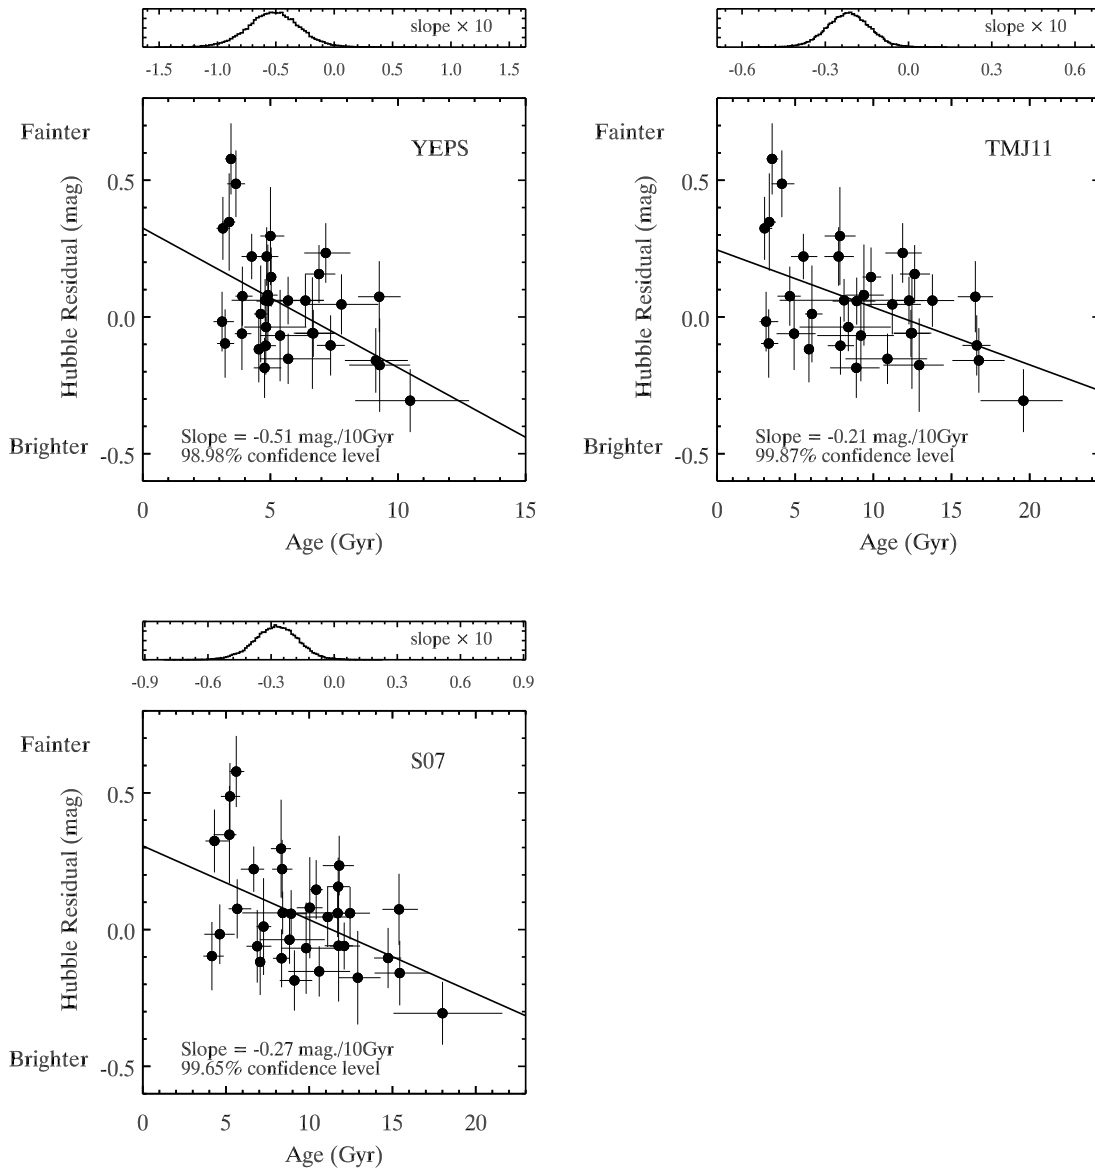 slope × 10
-1.5 -1.0 -0.5 0.0 0.5 1.0 1.5
Fainter
YEPS
0.5
Hubble Residual (mag)
0.0
Slope = -0.51 mag./10Gyr
98.98% confidence level
Brighter
-0.5
0 5 10 15
Age (Gyr)
slope × 10
-0.6 -0.3 0.0 0.3 0.6
Fainter
TMJ11
0.5
Hubble Residual (mag)
0.0
Slope = -0.21 mag./10Gyr
99.87% confidence level
Brighter
-0.5
0 5 10 15 20
Age (Gyr)
slope × 10
-0.9 -0.6 -0.3 0.0 0.3 0.6 0.9
Fainter
S07
0.5
Hubble Residual (mag)
0.0
Slope = -0.27 mag./10Gyr
99.65% confidence level
Brighter
-0.5
0 5 10 15 20
Age (Gyr)